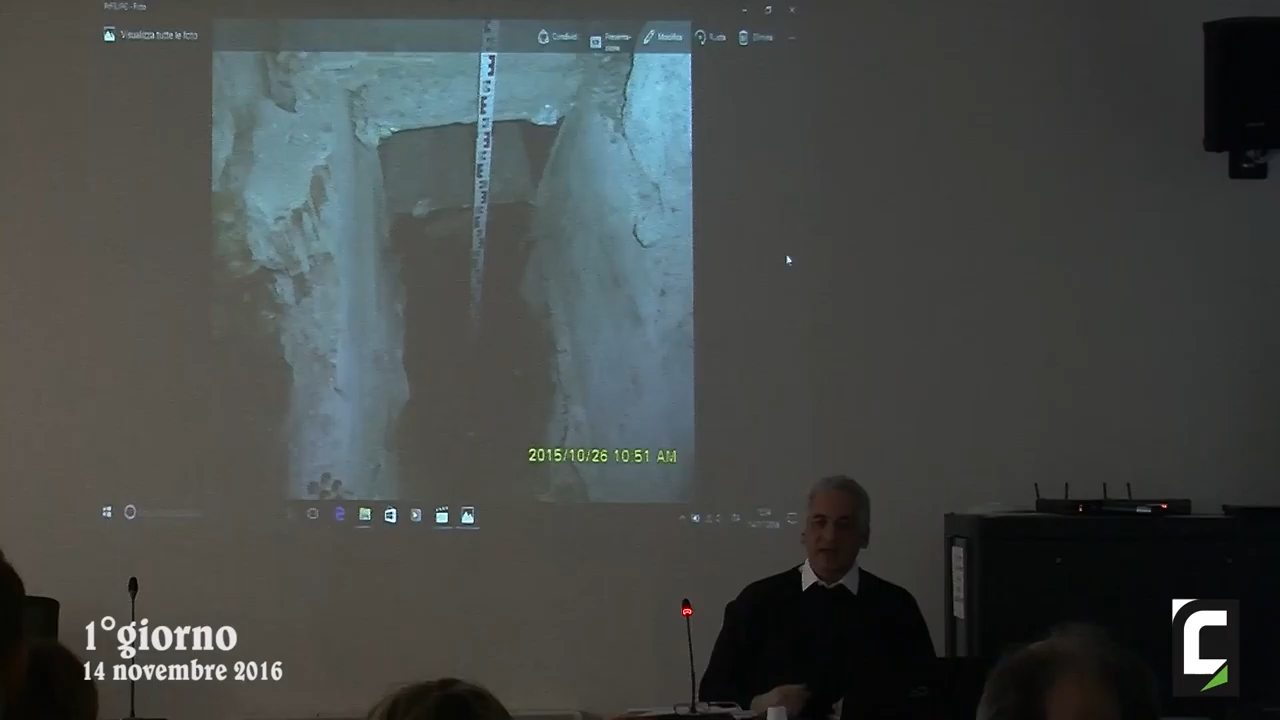 Visualizza tutte le foto
Condividi
Modifica
Ruota
Elimina
2015/10/26 10:51 AM
1°giorno
14 novembre 2016